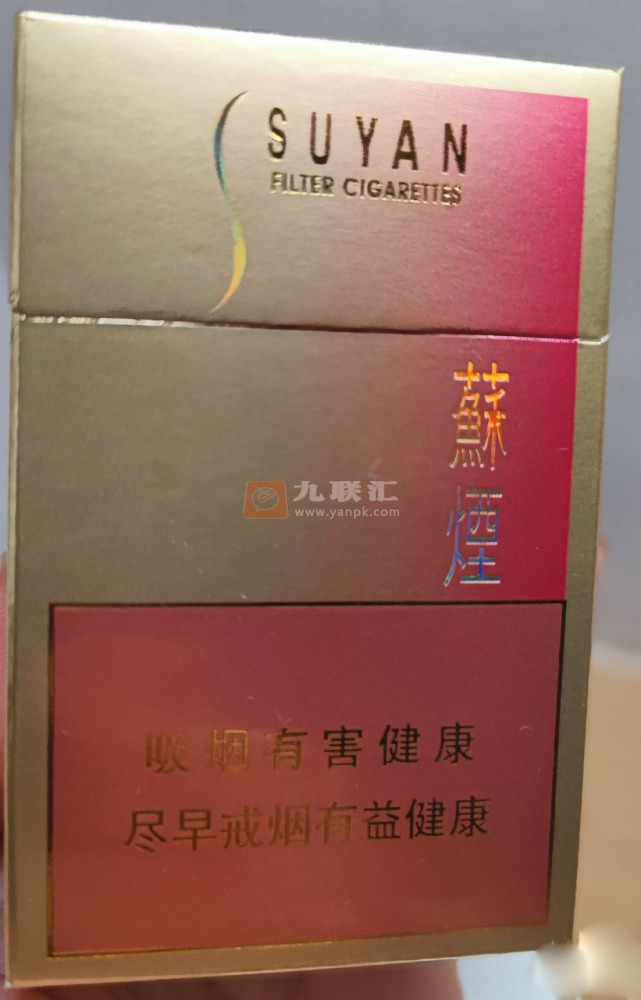 SUYAN
FILTER CIGARETTES
蘇
煙
九联汇
www.yanpk.com
吸烟有害健康
尽早戒烟有益健康